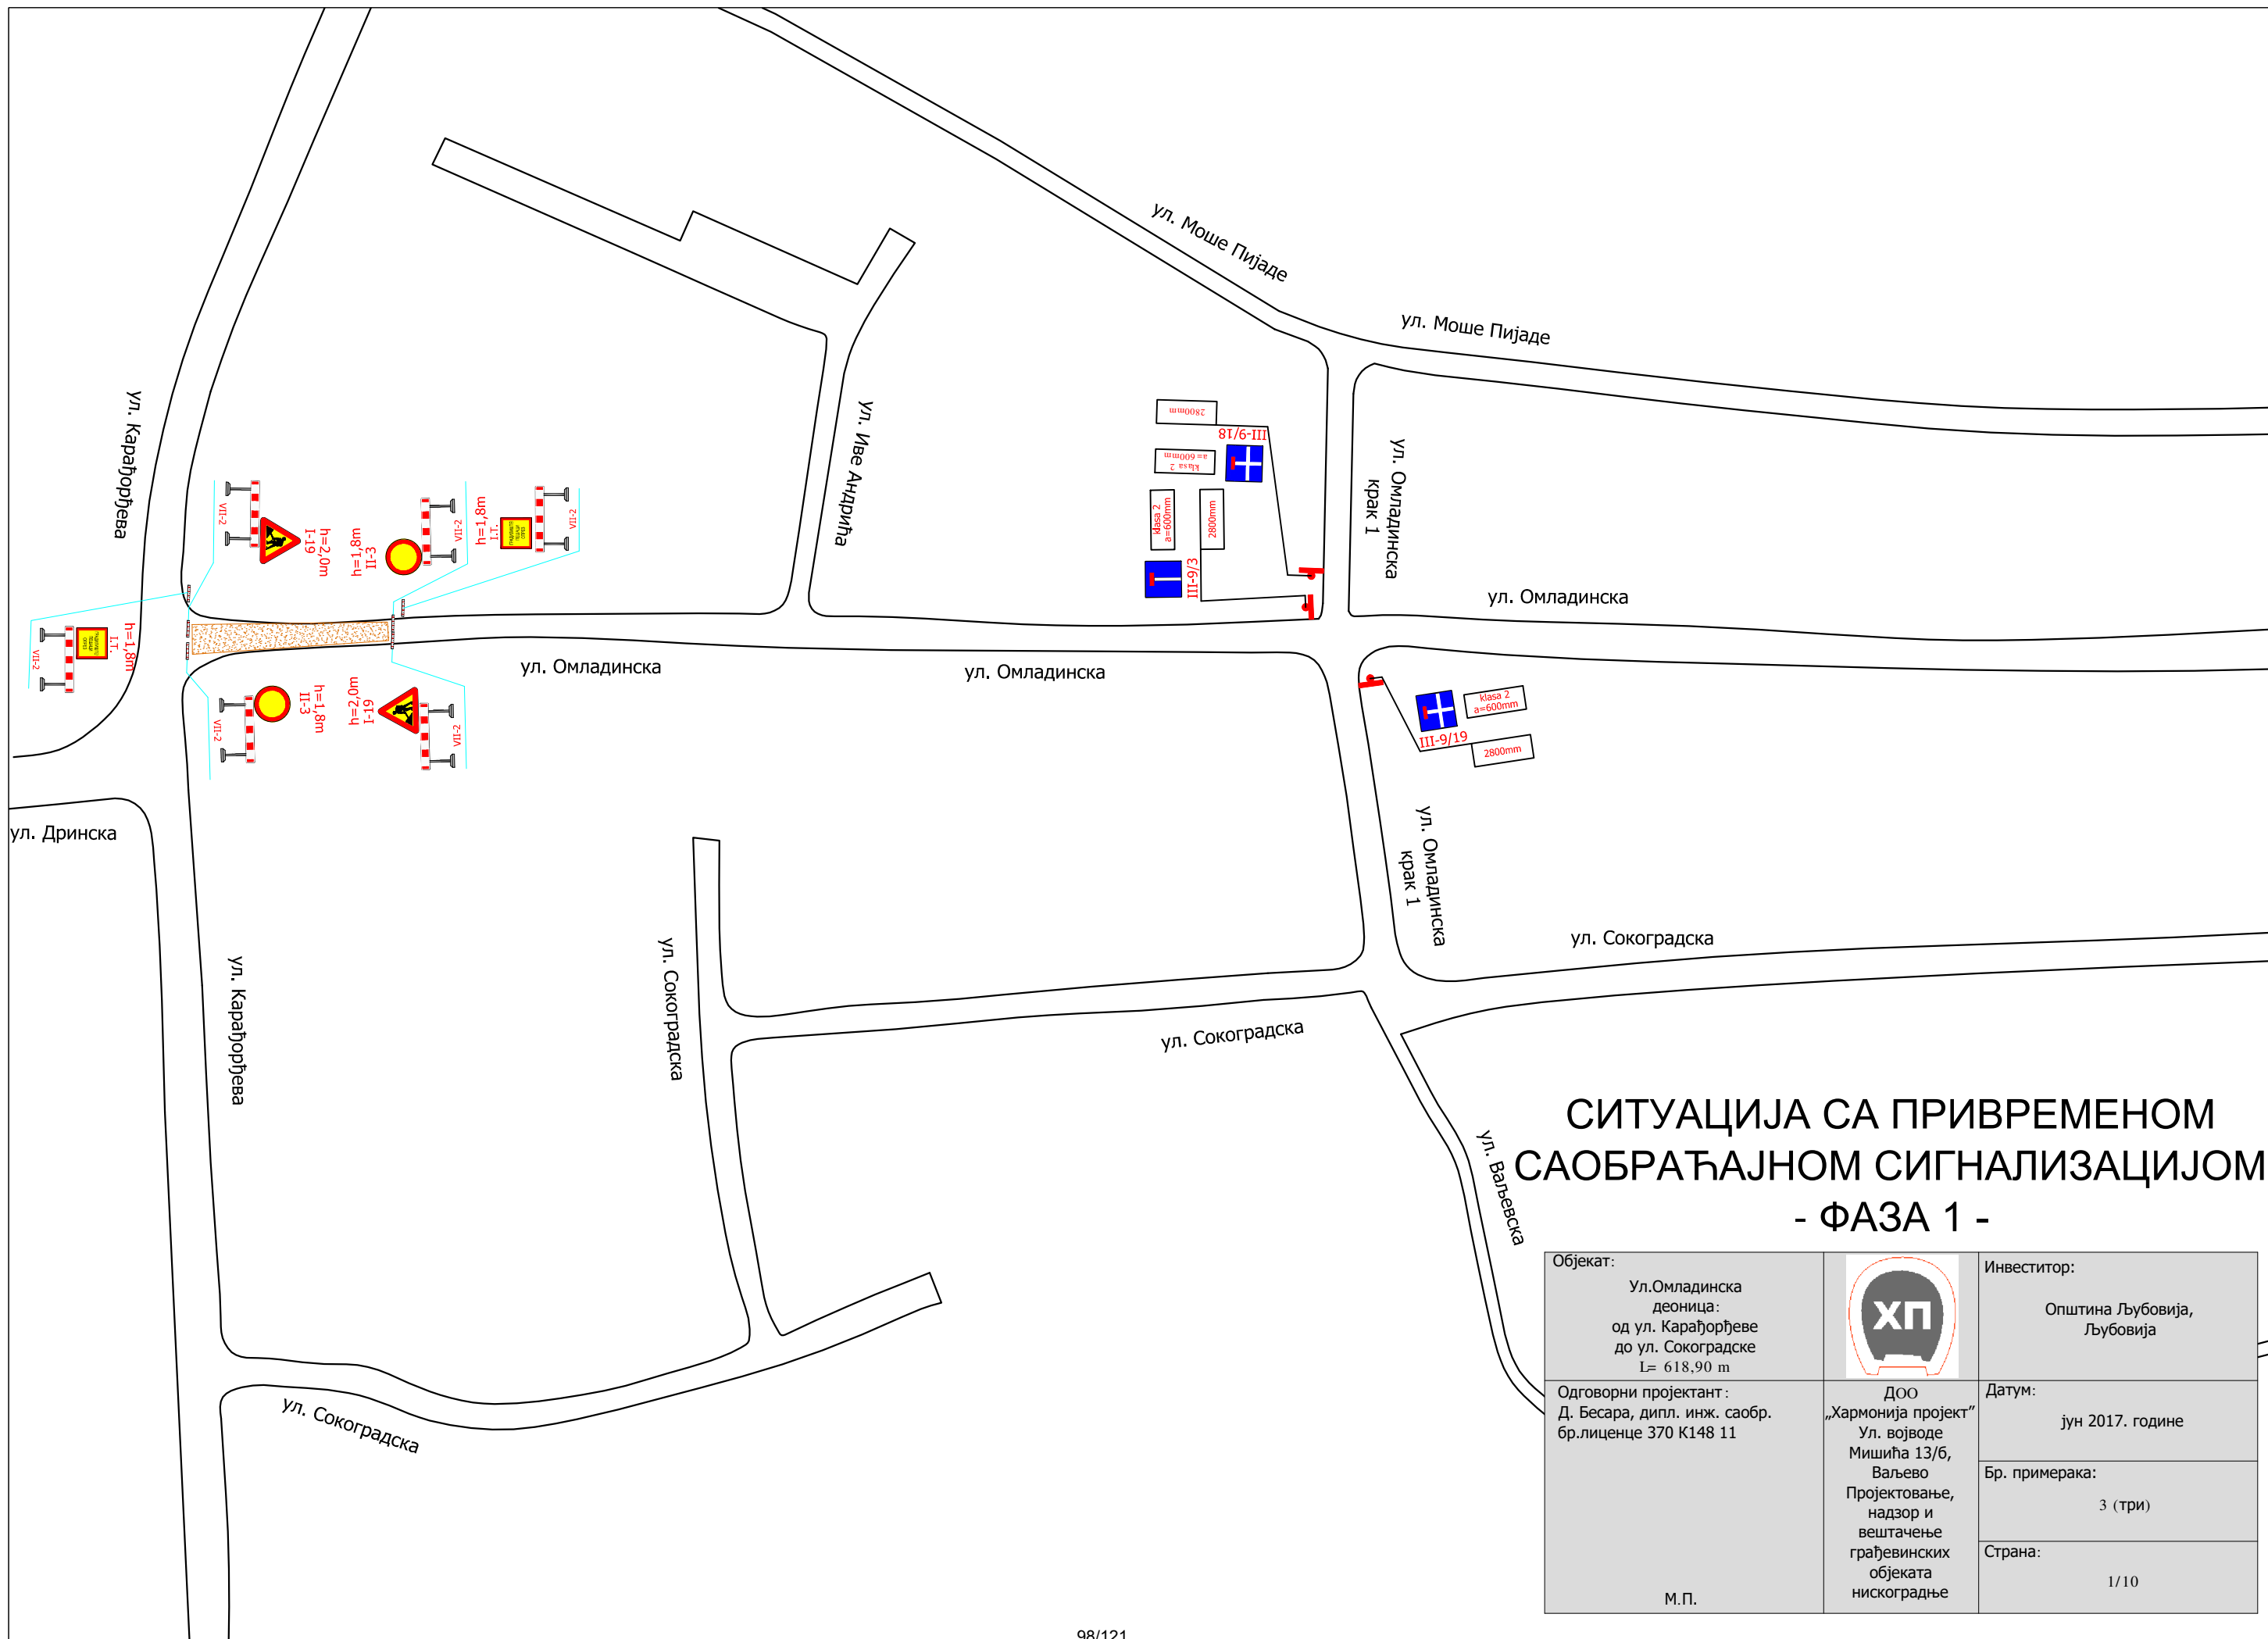 ул. Моше Пијаде
ул. Моше Пијаде
ул. Карађорђева
ул. Иве Андрића
ул. Омладинска
крак 1
2800mm
III-9/18
klasa 2
a=600mm
klasa 2
a=600mm
2800mm
III-9/3
VII-2
h=2,0m
I-19
h=1,8m
II-3
VII-2
h=1,8m
I.T.
VII-2
ул. Омладинска
VII-2
h=1,8m
I.T.
ул. Омладинска
ул. Омладинска
VII-2
h=1,8m
II-3
h=2,0m
I-19
VII-2
klasa 2
a=600mm
III-9/19
2800mm
ул. Дринска
ул. Омладинска
крак 1
ул. Сокоградска
ул. Сокоградска
ул. Карађорђева
ул. Сокоградска
ул. Ваљевска
ул. Сокоградска
СИТУАЦИЈА СА ПРИВРЕМЕНОМ
САОБРАЋАЈНОМ СИГНАЛИЗАЦИЈОМ
- ФАЗА 1 -
Објекат:
Ул.Омладинска
деоница:
од ул. Карађорђеве
до ул. Сокоградске
L= 618,90 m
ХП
Инвеститор:
Општина Љубовија,
Љубовија
Одговорни пројектант:
Д. Бесара, дипл. инж. саобр.
бр.лиценце 370 К148 11
М.П.
ДОО
„Хармонија пројект”
Ул. војводе
Мишића 13/б,
Ваљево
Пројектовање,
надзор и
вештачење
грађевинских
објеката
нискоградње
Датум:
јун 2017. године
Бр. примерака:
3 (три)
Страна:
1/10
98/121